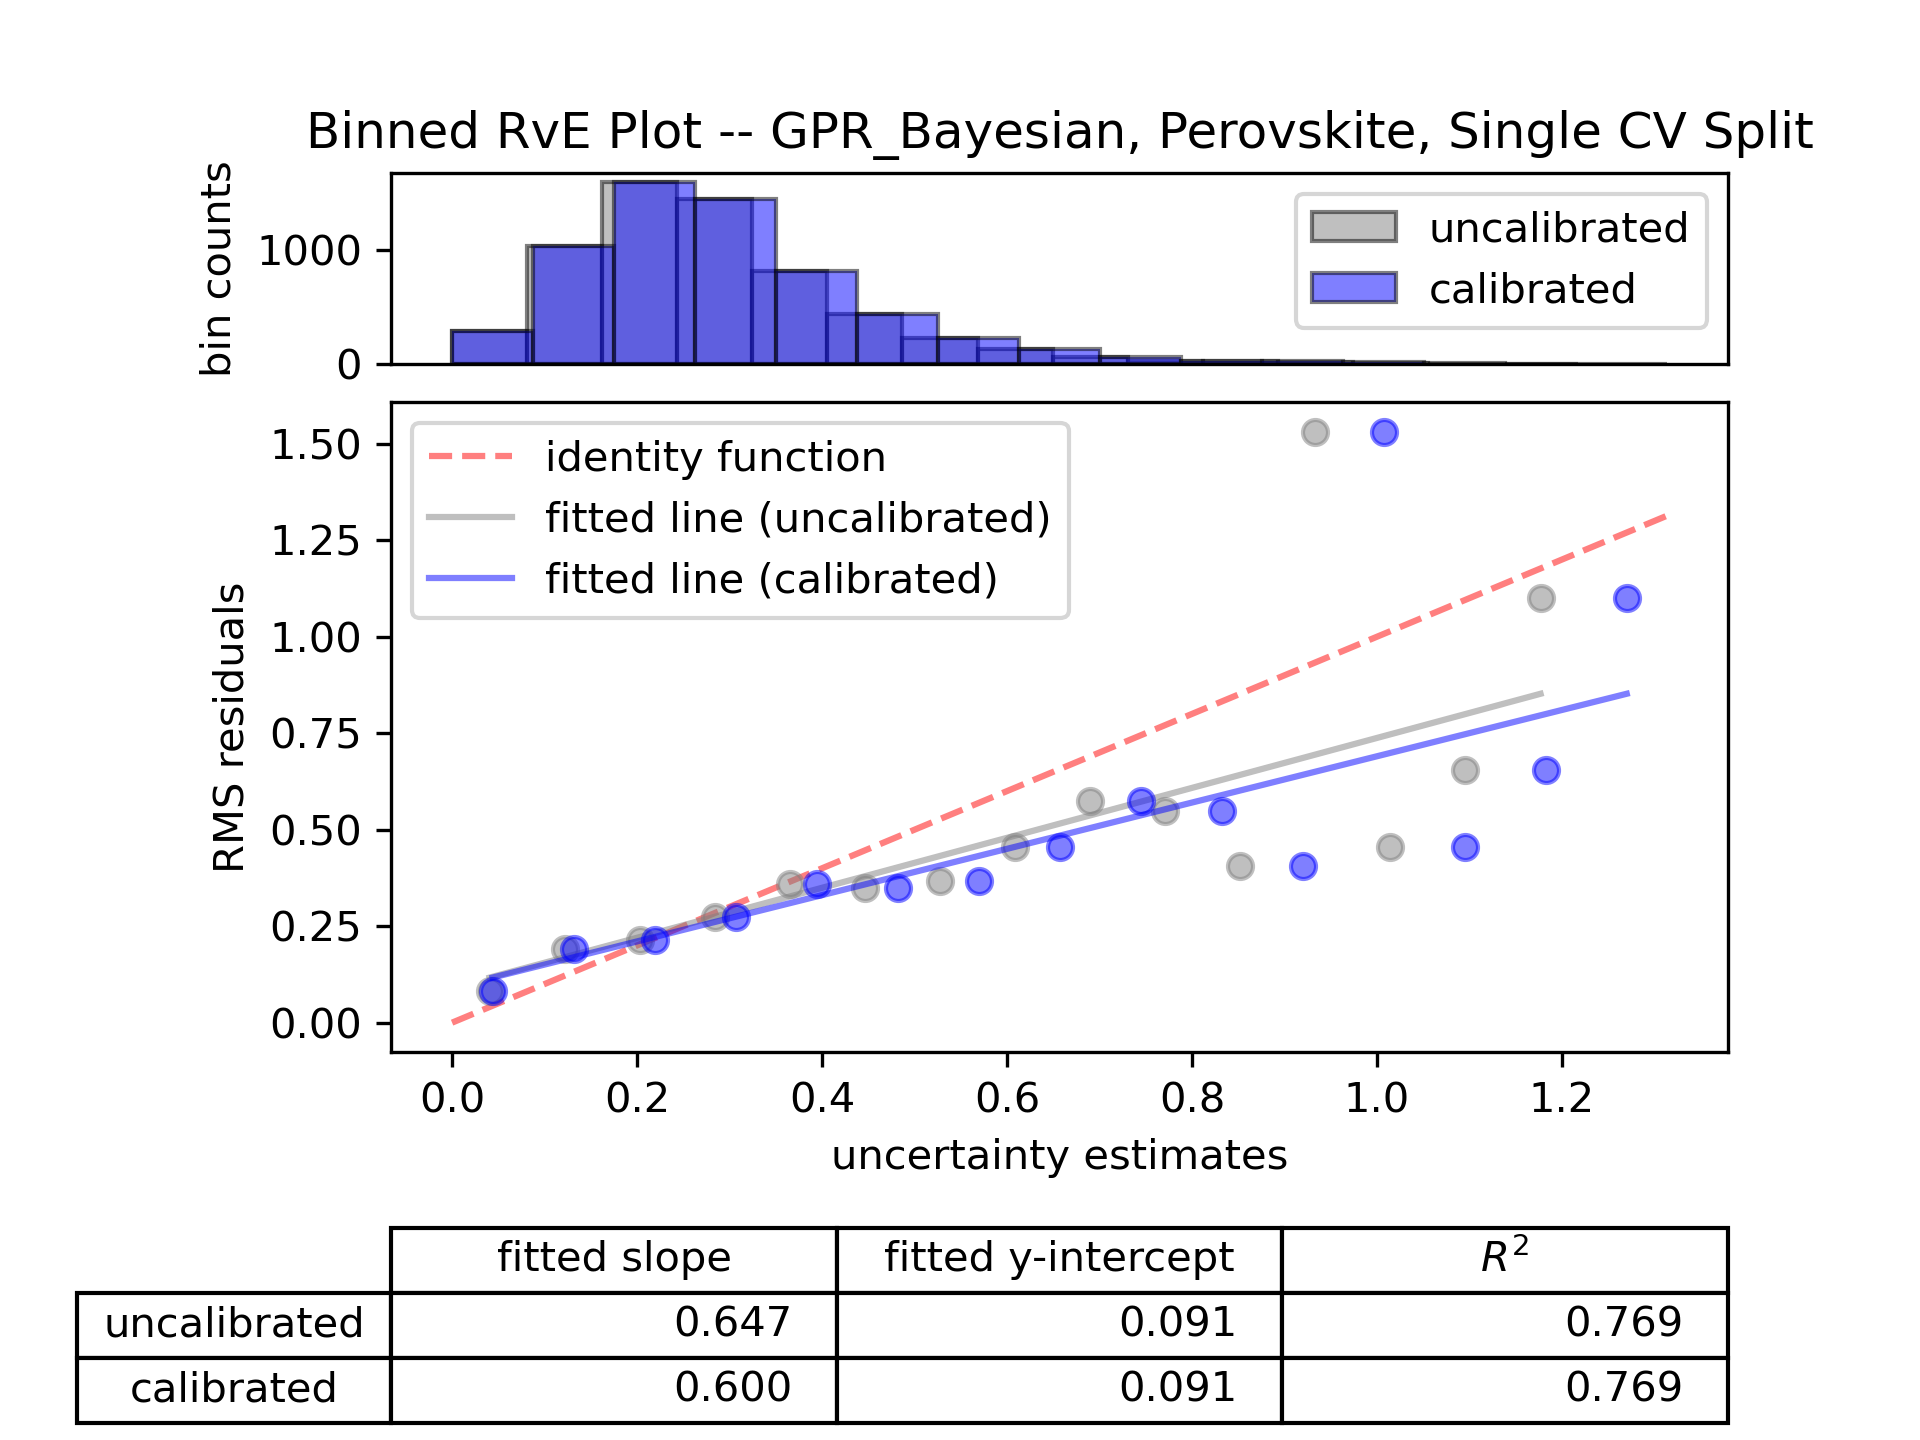 Binned RvE Plot -- GPR_Bayesian, Perovskite, Single CV Split
bin counts
1000
0
uncalibrated
calibrated
RMS residuals
1.50
1.25
1.00
0.75
0.50
0.25
0.00
identity function
fitted line (uncalibrated)
fitted line (calibrated)
0.0 0.2 0.4 0.6 0.8 1.0 1.2
uncertainty estimates
fitted slope fitted y-intercept R²
uncalibrated 0.647 0.091 0.769
calibrated 0.600 0.091 0.769